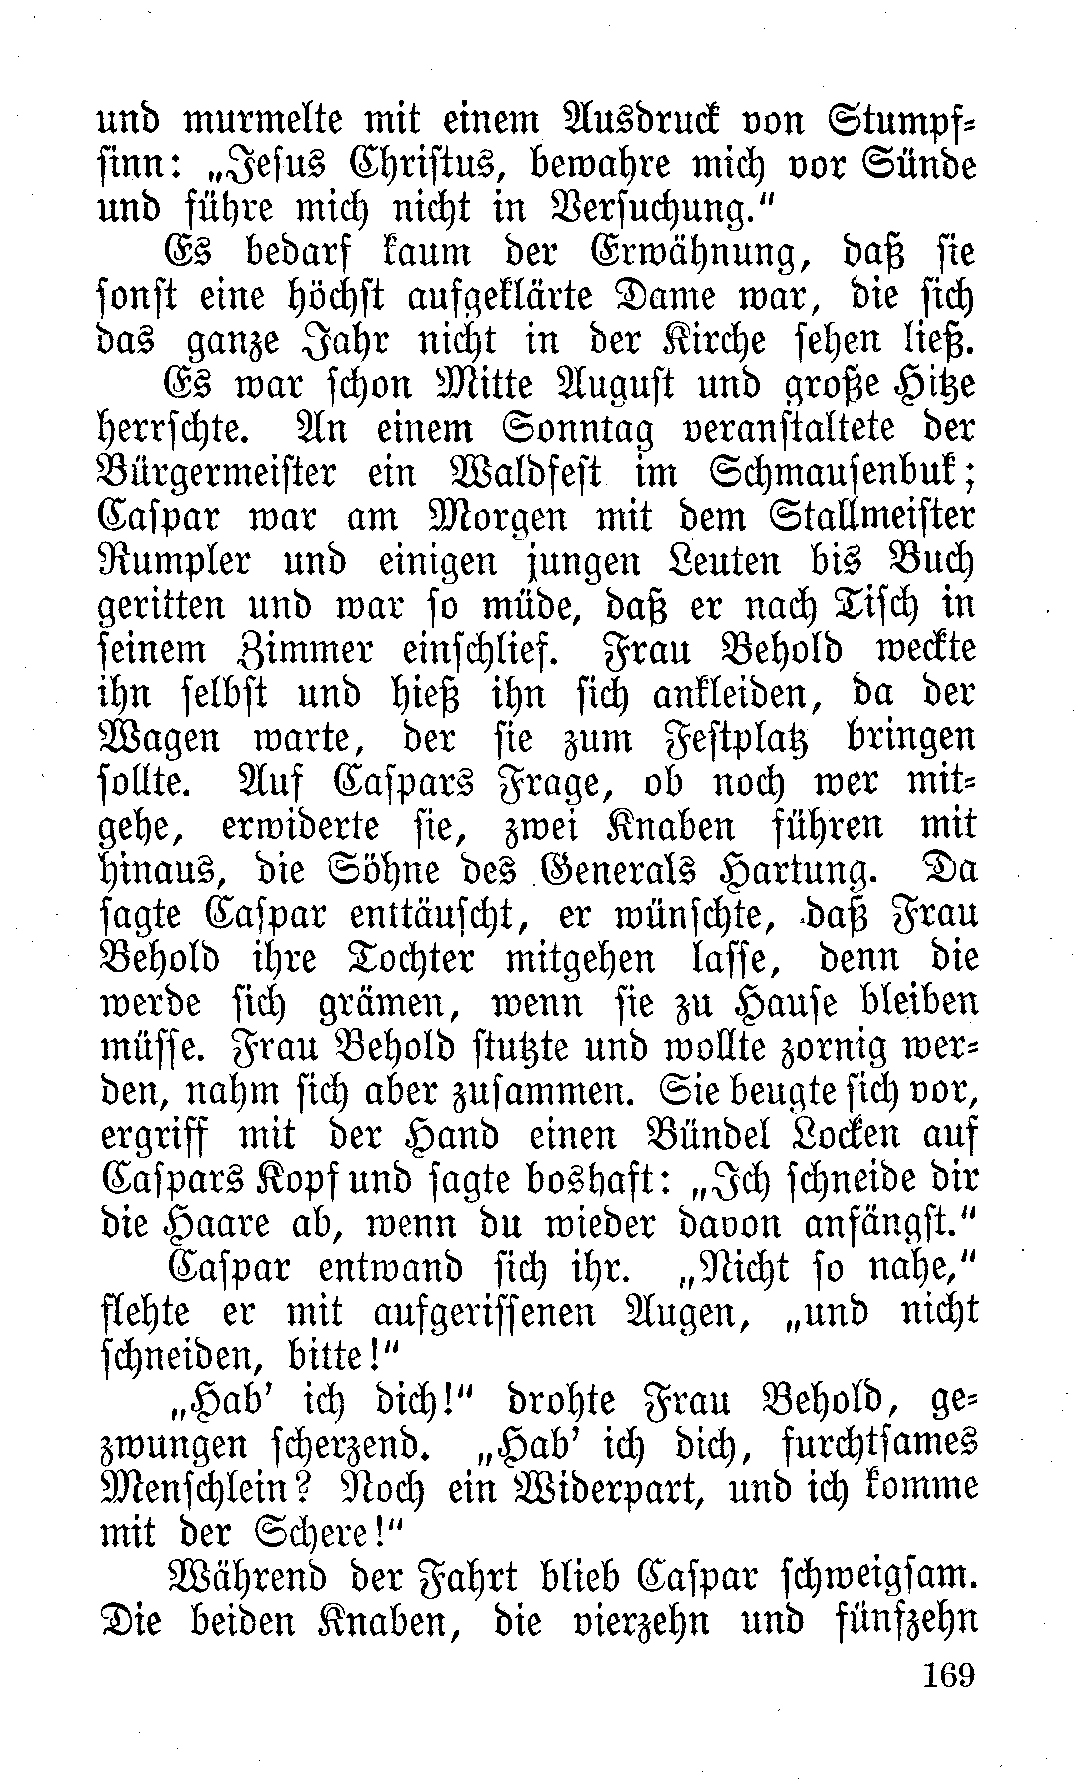 und murmelte mit einem Ausdruck von Stumpf-
sinn: „Jesus Christus, bewahre mich vor Sünde
und führe mich nicht in Versuchung.“
Es bedarf kaum der Erwähnung, daß sie
sonst eine höchst aufgeklärte Dame war, die sich
das ganze Jahr nicht in der Kirche sehen ließ.
Es war schon Mitte August und große Hitze
herrschte. An einem Sonntag veranstaltete der
Bürgermeister ein Waldfest im Schmausenbuk;
Caspar war am Morgen mit dem Stallmeister
Rumpler und einigen jungen Leuten bis Buch
geritten und war so müde, daß er nach Tisch in
seinem Zimmer einschlief. Frau Behold weckte
ihn selbst und hieß ihn sich ankleiden, da der
Wagen warte, der sie zum Festplatz bringen
sollte. Auf Caspars Frage, ob noch wer mit-
gehe, erwiderte sie, zwei Knaben führen mit
hinaus, die Söhne des Generals Hartung. Da
sagte Caspar enttäuscht, er wünschte, daß Frau
Behold ihre Tochter mitgehen lasse, denn die
werde sich grämen, wenn sie zu Hause bleiben
müsse. Frau Behold stutzte und wollte zornig wer-
den, nahm sich aber zusammen. Sie beugte sich vor,
ergriff mit der Hand einen Bündel Locken auf
Caspars Kopf und sagte boshaft: „Ich schneide dir
die Haare ab, wenn du wieder davon anfängst.“
Caspar entwand sich ihr. „Nicht so nahe,“
flehte er mit aufgerissenen Augen, „und nicht
schneiden, bitte!“
„Hab’ ich dich!“ drohte Frau Behold, ge-
zwungen scherzend. „Hab’ ich dich, furchtsames
Menschlein? Noch ein Widerpart, und ich komme
mit der Schere!“
Während der Fahrt blieb Caspar schweigsam.
Die beiden Knaben, die vierzehn und fünfzehn
169